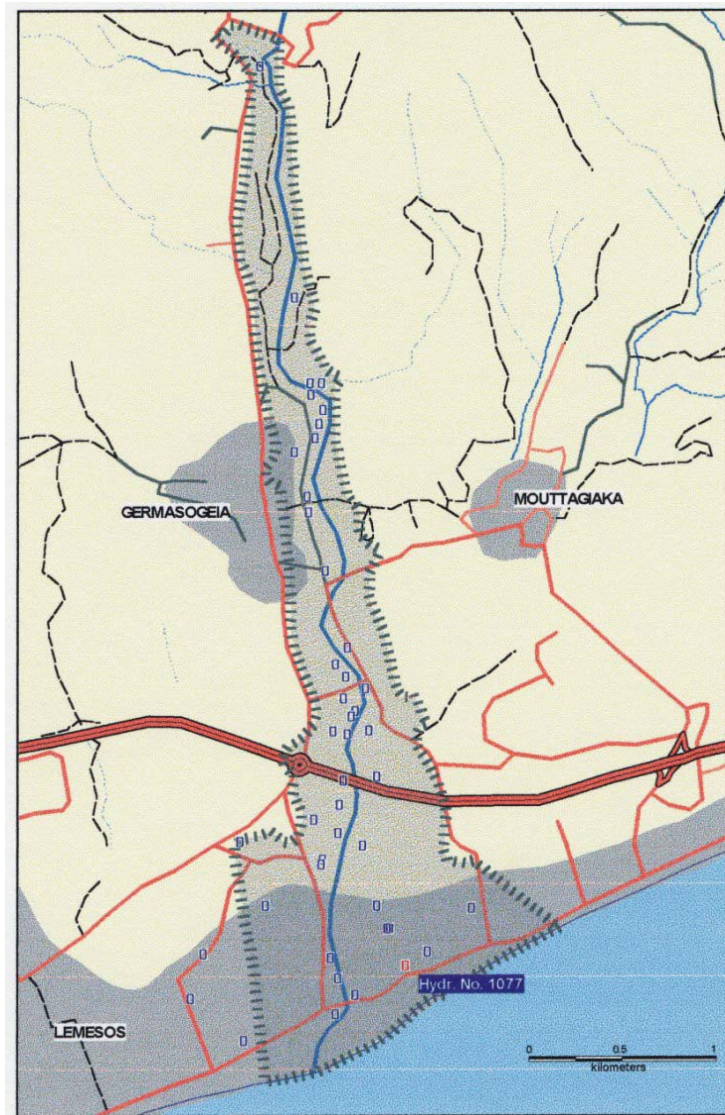 GERMASOGEIA
MOUTTAGIAKA
Hydr. No. 1077
LEMESOS
0 0.5 1
kilometers